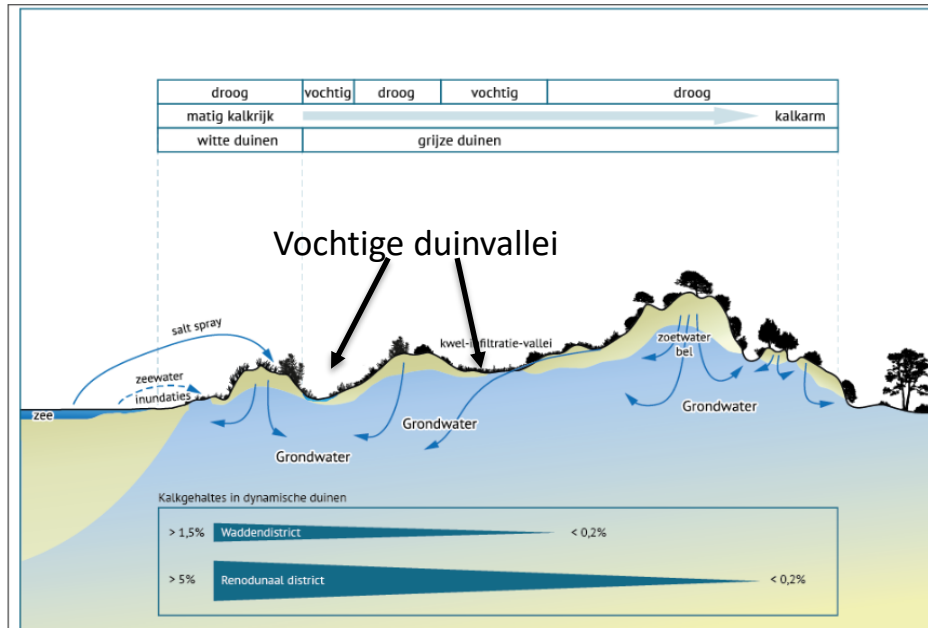 droog vochtig droog vochtig droog
matig kalkrijk kalkarm
witte duinen grijze duinen
Vochtige duinvallei
salt spray
kwel-infiltratie-vallei
zoetwater
bel
zeewater
inundaties
zee
Grondwater
Grondwater
Grondwater
Kalkgehaltes in dynamische duinen
> 1,5% Waddendistrict < 0,2%
> 5% Renodunaal district < 0,2%